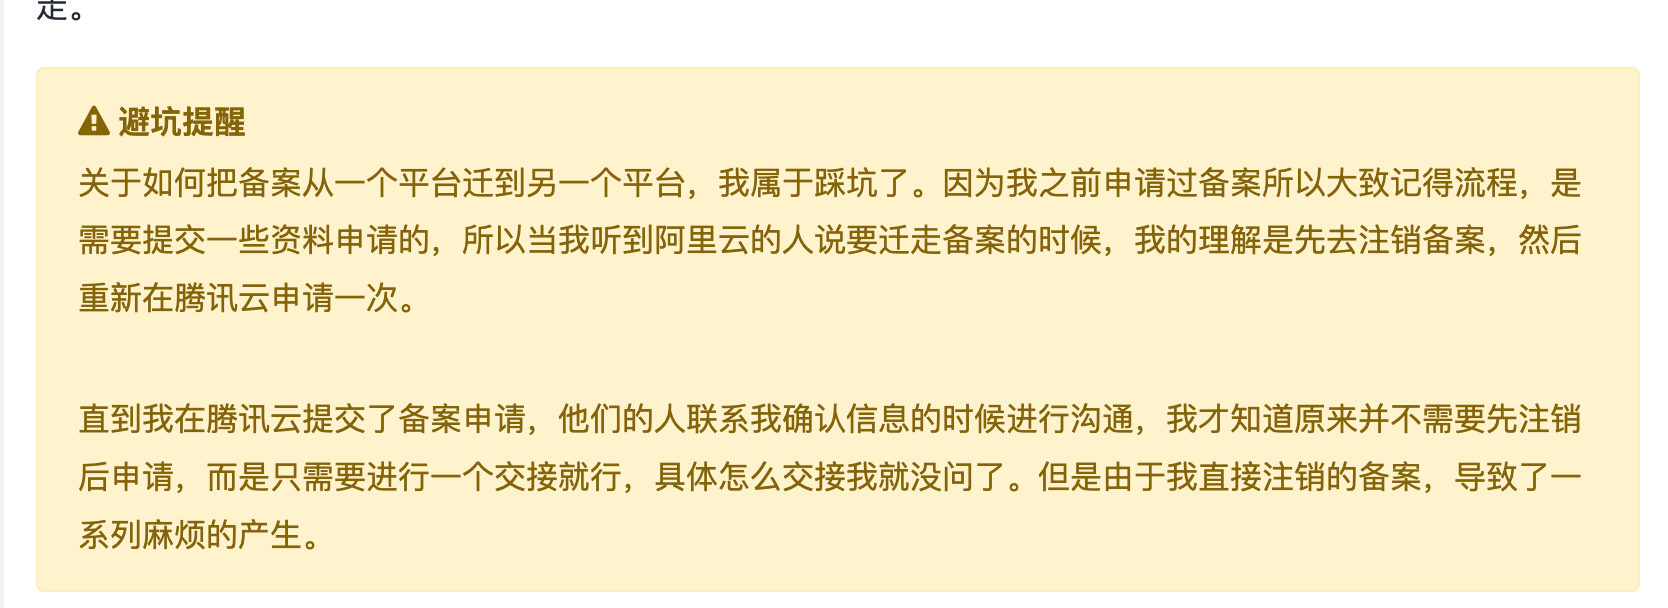 走。
避坑提醒
关于如何把备案从一个平台迁到另一个平台，我属于踩坑了。因为我之前申请过备案所以大致记得流程，是
需要提交一些资料申请的，所以当我听到阿里云的人说要迁走备案的时候，我的理解是先去注销备案，然后
重新在腾讯云申请一次。
直到我在腾讯云提交了备案申请，他们的人联系我确认信息的时候进行沟通，我才知道原来并不需要先注销
后申请，而是只需要进行一个交接就行，具体怎么交接我就没问了。但是由于我直接注销的备案，导致了一
系列麻烦的产生。